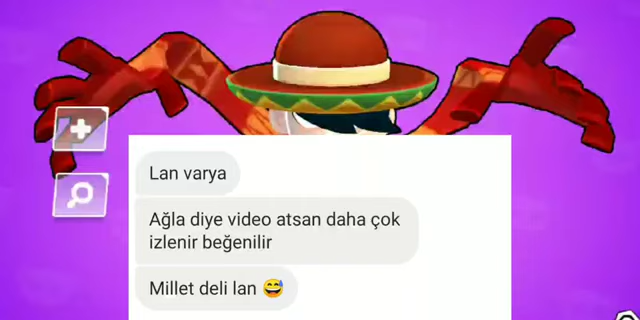 Lan varya
Ağla diye video atsan daha çok
izlenir beğenilir
Millet deli lan 😅